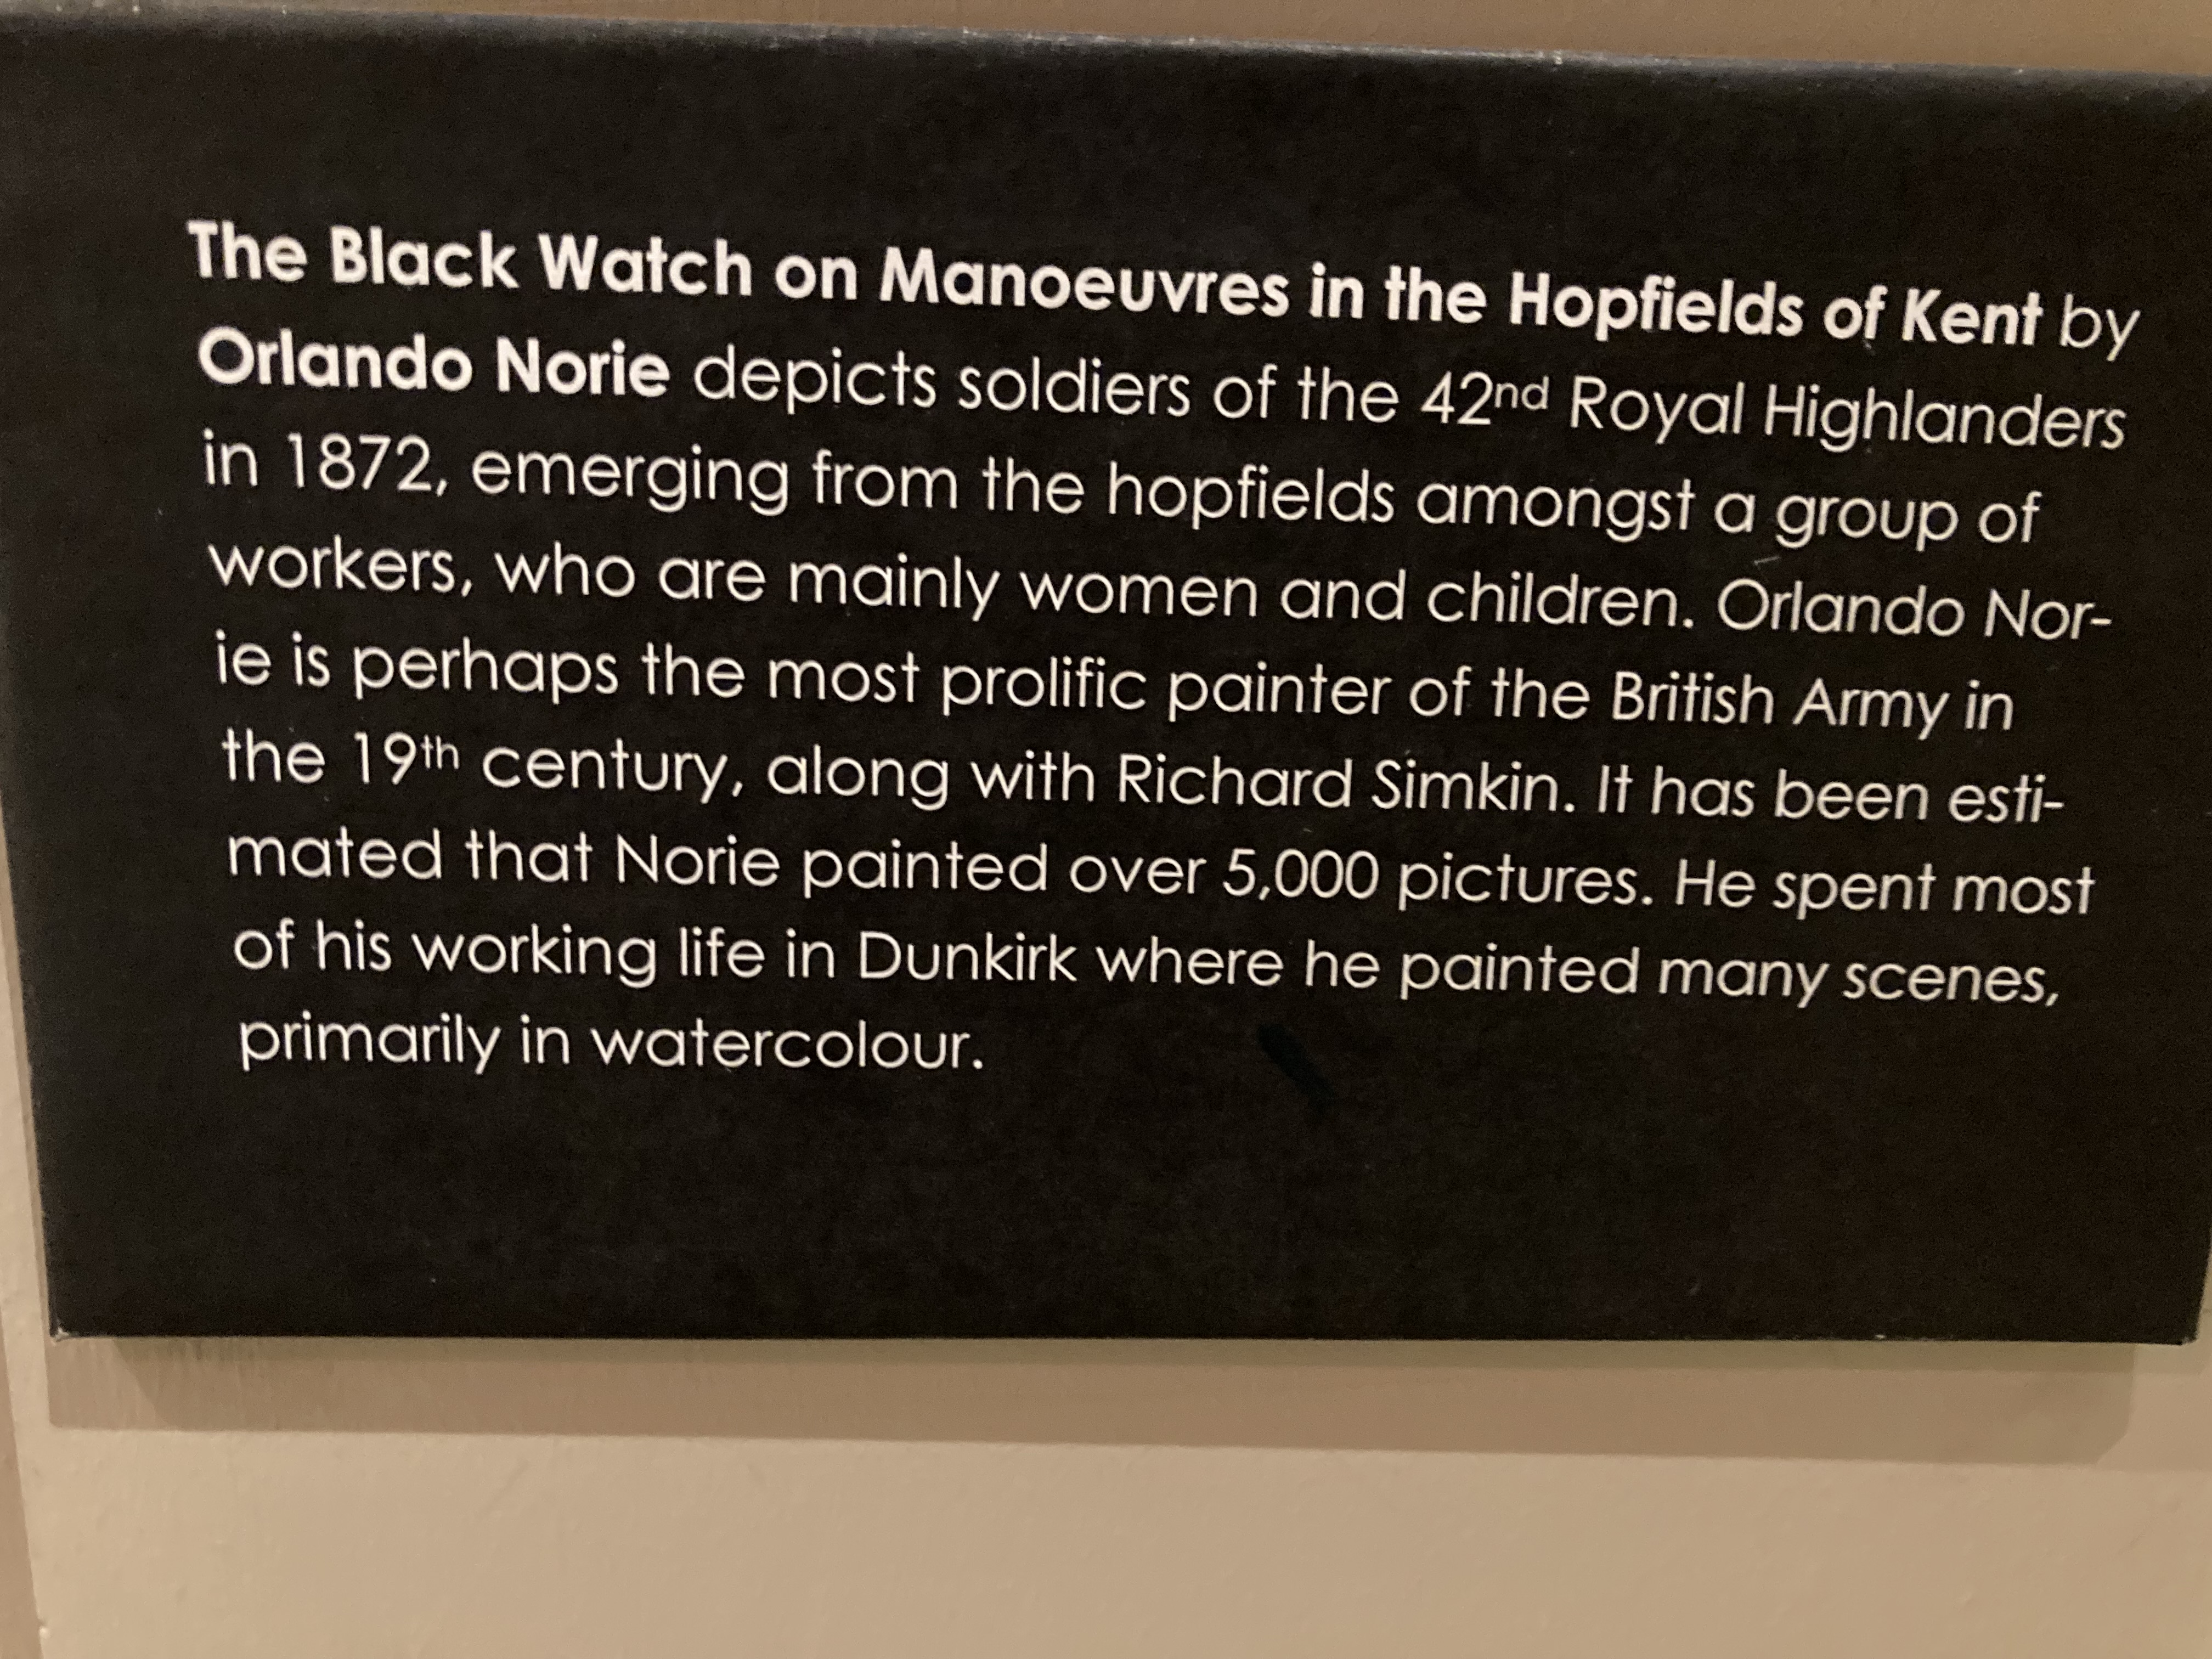 The Black Watch on Manoeuvres in the Hopfields of Kent by
Orlando Norie depicts soldiers of the 42nd Royal Highlanders
in 1872, emerging from the hopfields amongst a group of
workers, who are mainly women and children. Orlando Nor-
ie is perhaps the most prolific painter of the British Army in
the 19th century, along with Richard Simkin. It has been esti-
mated that Norie painted over 5,000 pictures. He spent most
of his working life in Dunkirk where he painted many scenes,
primarily in watercolour.